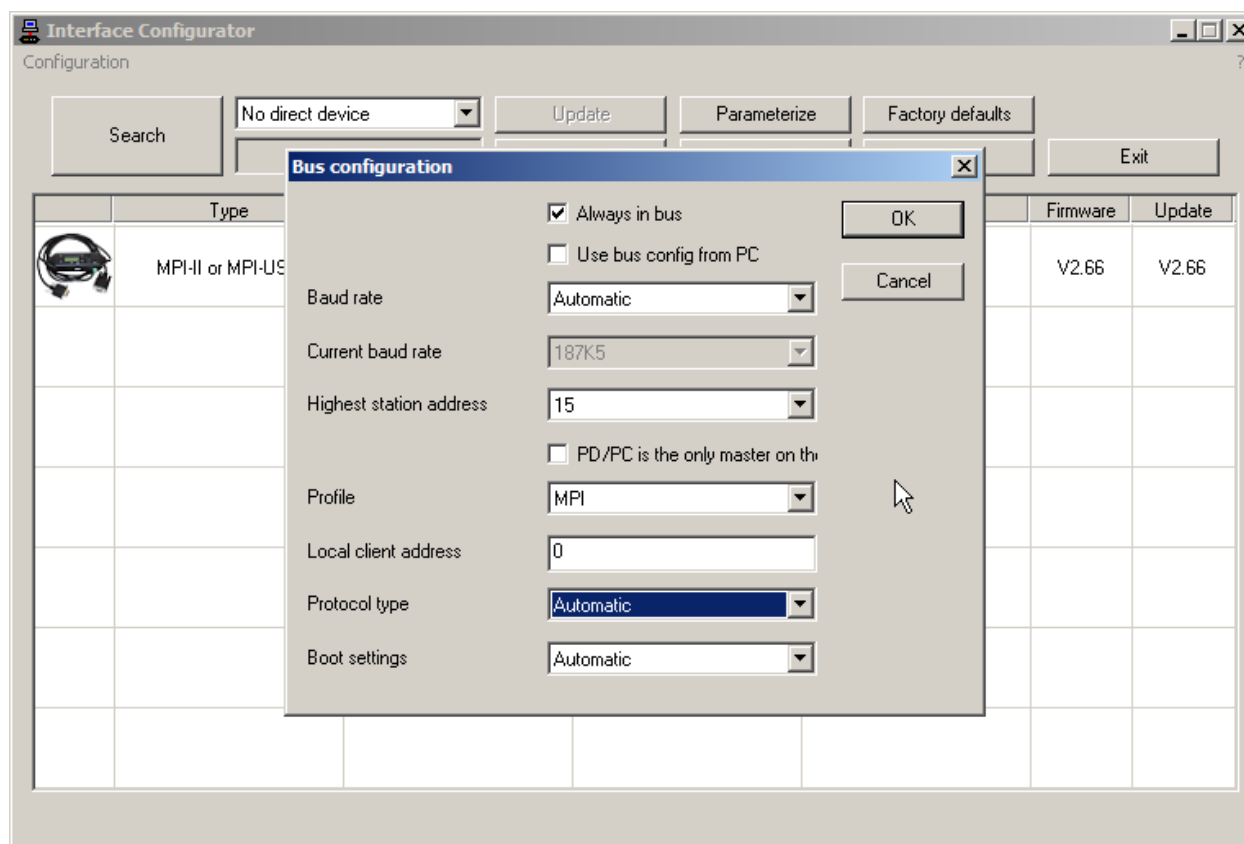 Interface Configurator
Configuration
?
Search
No direct device
Update
Parameterize
Factory defaults
Exit
Type
Firmware
Update
MPI-II or MPI-US
V2.66
V2.66
Bus configuration
Always in bus
OK
Use bus config from PC
Cancel
Baud rate
Automatic
Current baud rate
187K5
Highest station address
15
PD/PC is the only master on the
Profile
MPI
Local client address
0
Protocol type
Automatic
Boot settings
Automatic